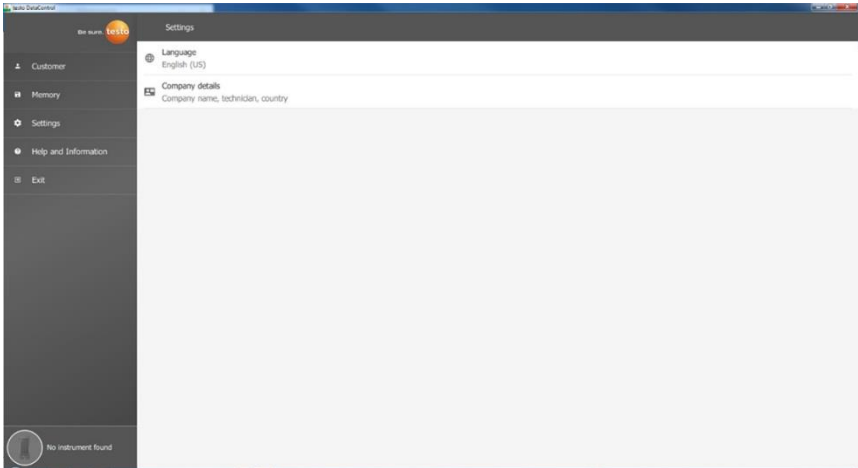 testo DataControl
Be sure. testo
Settings
Customer
Memory
Settings
Help and Information
Exit
Language
English (US)
Company details
Company name, technician, country
No instrument found